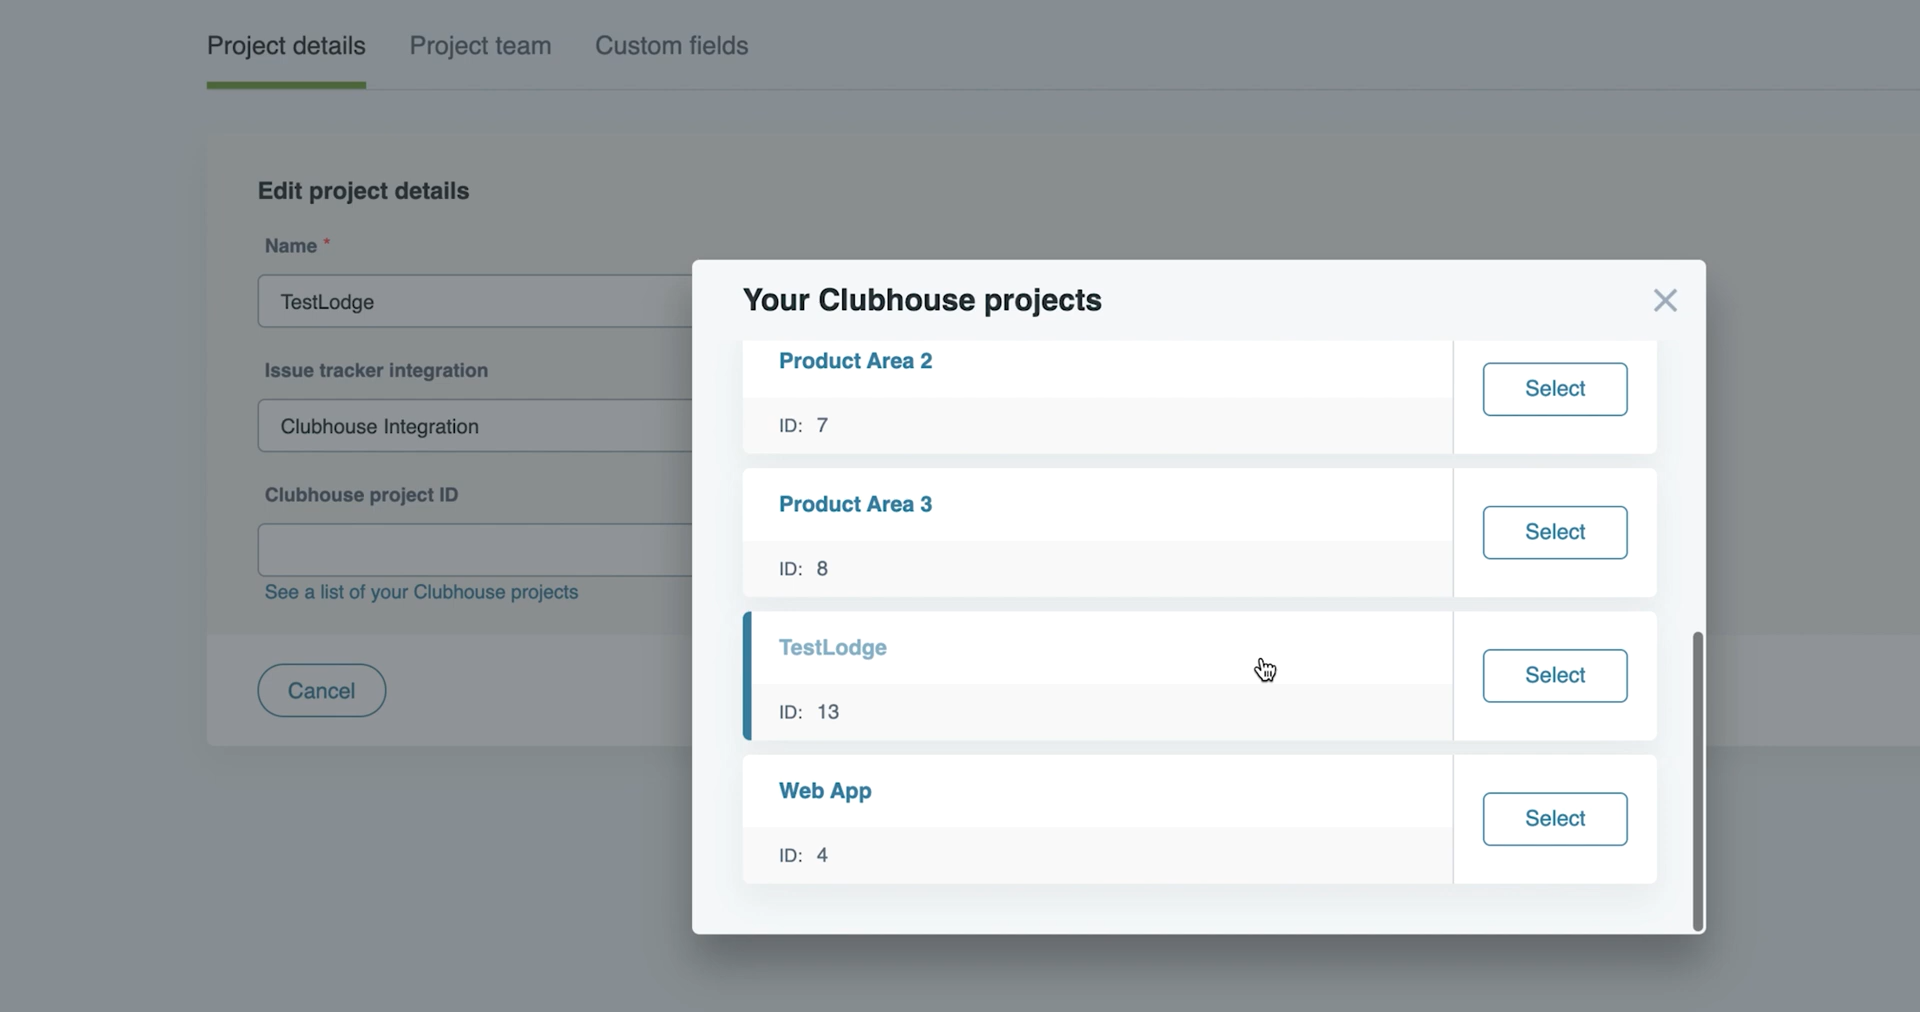 Project details
Project team
Custom fields
Edit project details
Name *
TestLodge
Issue tracker integration
Clubhouse Integration
Clubhouse project ID
See a list of your Clubhouse projects
Cancel
Your Clubhouse projects
Product Area 2
Select
ID: 7
Product Area 3
Select
ID: 8
TestLodge
Select
ID: 13
Web App
Select
ID: 4